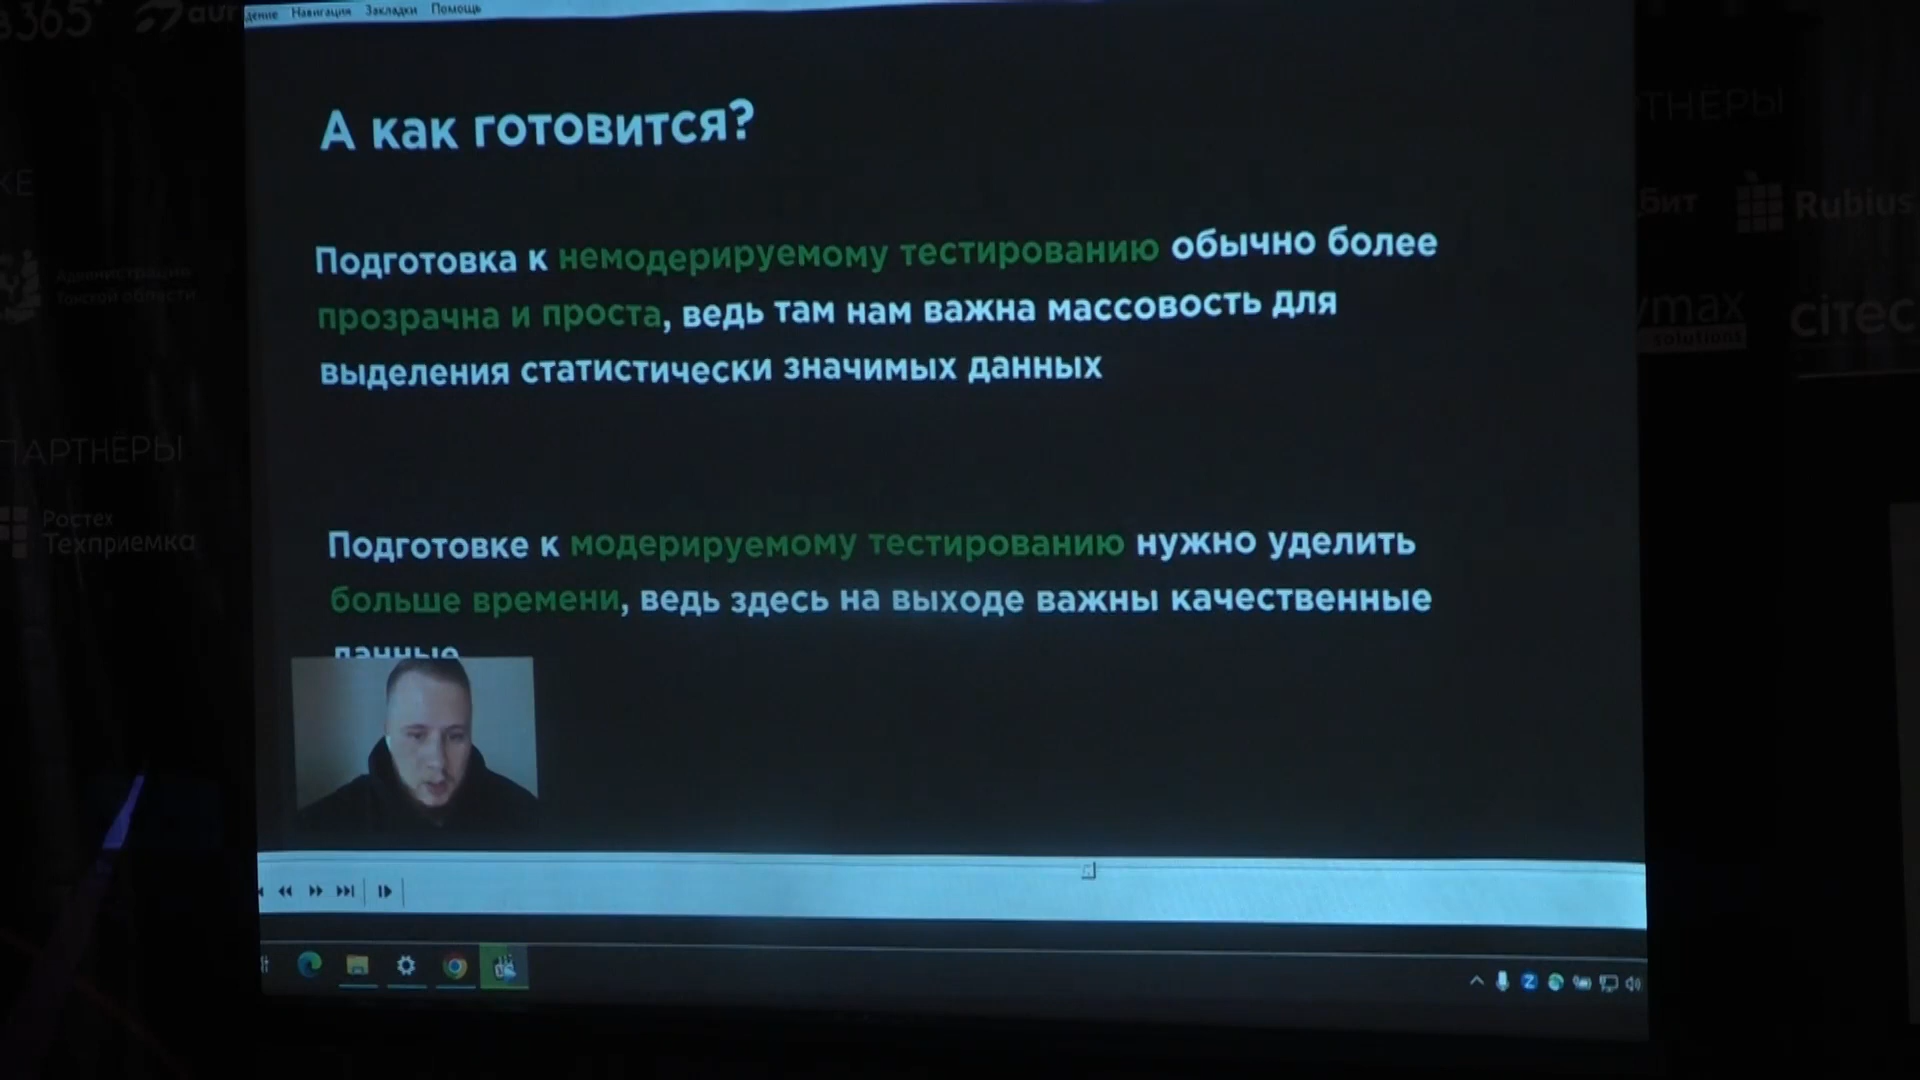 Навигация Закладки Помощь
А как готовится?
Подготовка к немодерируемому тестированию обычно более
прозрачна и проста, ведь там нам важна массовость для
выделения статистически значимых данных
Подготовке к модерируемому тестированию нужно уделить
больше времени, ведь здесь на выходе важны качественные
данные
Администрация
Томской области
ПАРТНЁРЫ
Ростех
Техприемка
Rubius
solutions